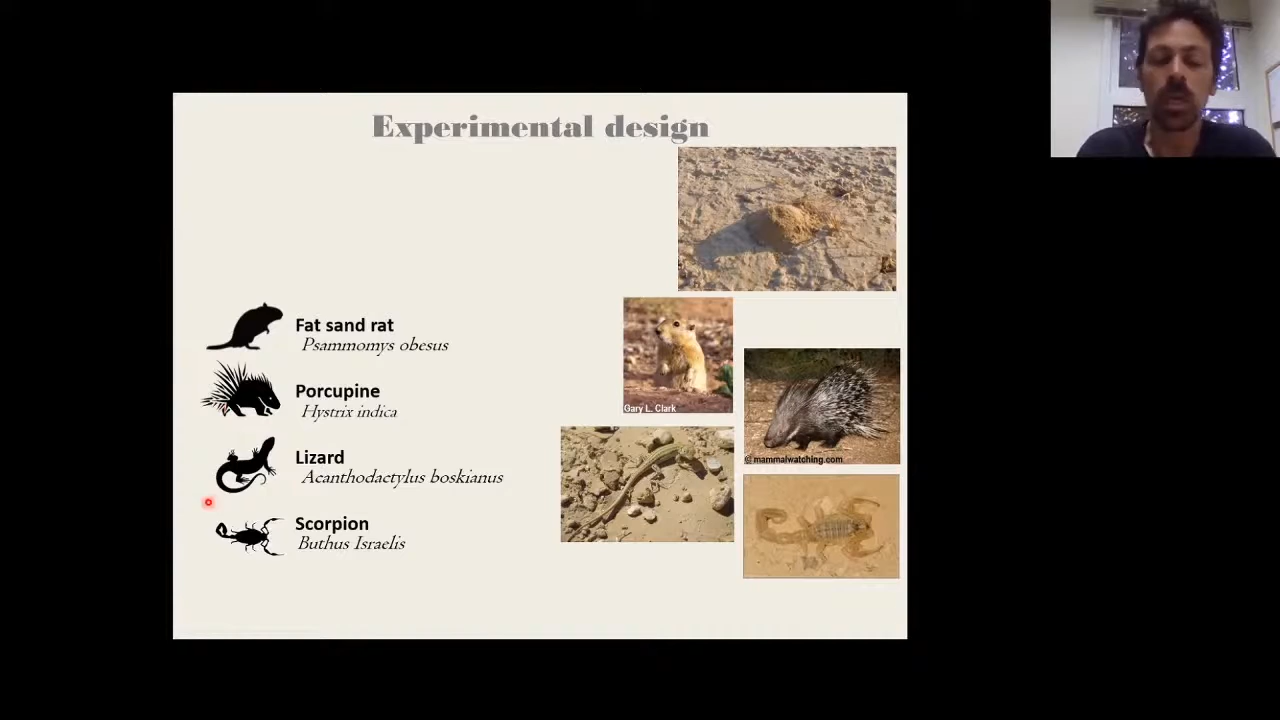 Experimental design
Fat sand rat
Psammomys obesus
Porcupine
Hystrix indica
Lizard
Acanthodactylus boskianus
Scorpion
Buthus Israelis
Gary L. Clark
© mammalwatching.com